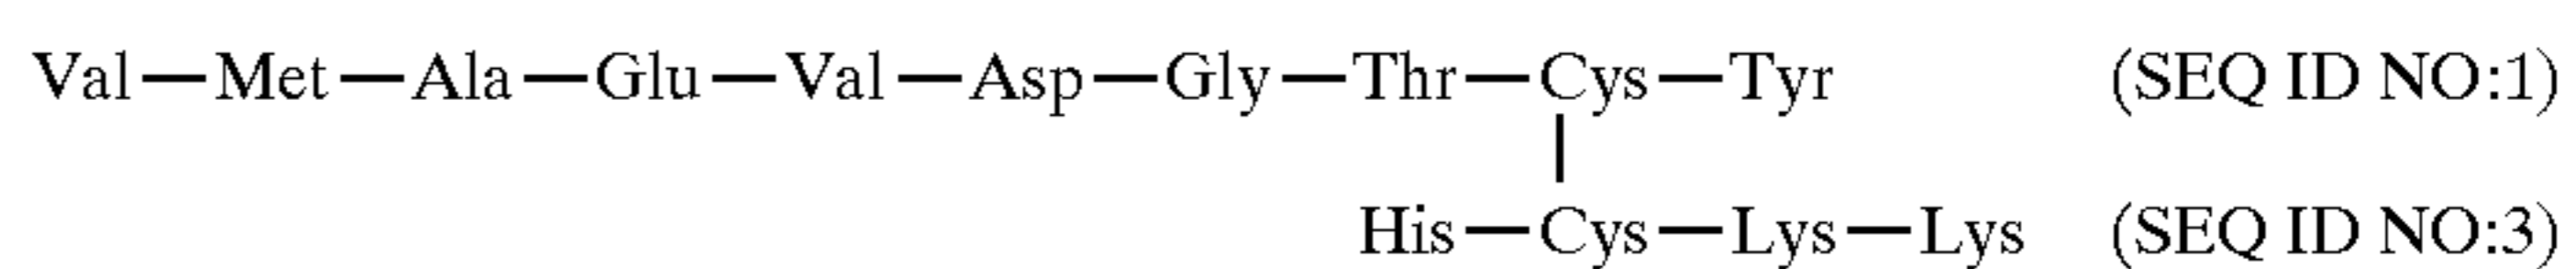 Val—Met—Ala—Glu—Val—Asp—Gly—Thr—Cys—Tyr (SEQ ID NO:1)
His—Cys—Lys—Lys (SEQ ID NO:3)